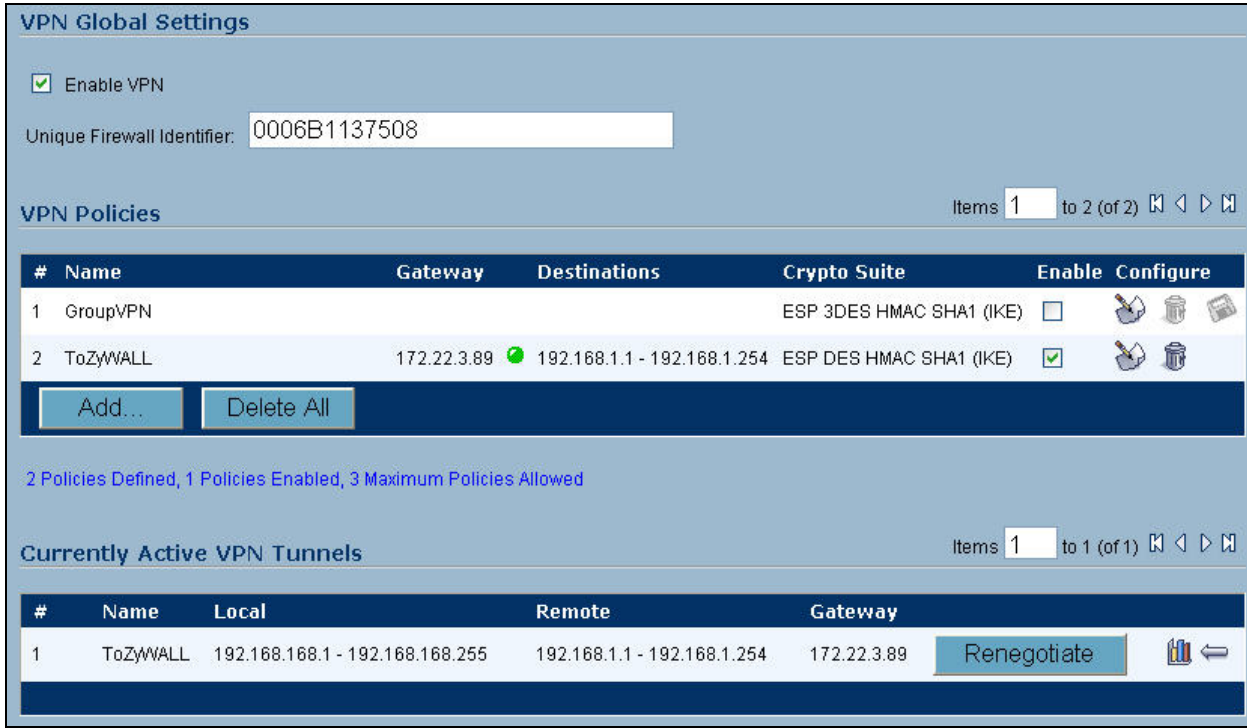 VPN Global Settings
Enable VPN
Unique Firewall Identifier: 0006B1137508
VPN Policies Items 1 to 2 (of 2)
# Name Gateway Destinations Crypto Suite Enable Configure
1 GroupVPN ESP 3DES HMAC SHA1 (IKE)
2 ToZyWALL 172.22.3.89 192.168.1.1 - 192.168.1.254 ESP DES HMAC SHA1 (IKE)
Add... Delete All
2 Policies Defined, 1 Policies Enabled, 3 Maximum Policies Allowed
Currently Active VPN Tunnels Items 1 to 1 (of 1)
# Name Local Remote Gateway
1 ToZyWALL 192.168.168.1 - 192.168.168.255 192.168.1.1 - 192.168.1.254 172.22.3.89 Renegotiate